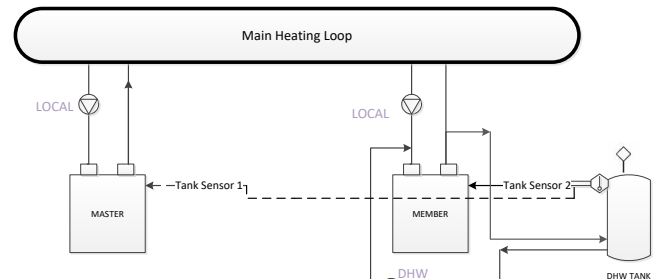 Main Heating Loop
LOCAL
LOCAL
Tank Sensor 1
Tank Sensor 2
MASTER
MEMBER
DHW
DHW TANK